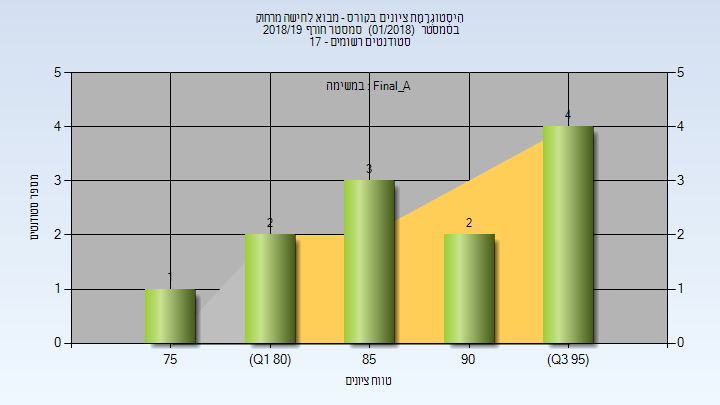 היסטוגרמת ציונים בקורס - מבוא לחישה מרחוק
בסמסטר (01/2018) סמסטר חורף 2018/19
סטודנטים רשומים - 17
במשימה : Final_A
5 5
4 4 4
3 3 3
2 2 2 2
1 1 1
0 0
75 (Q1 80) 85 90 (Q3 95)
מספר סטודנטים
טווח ציונים